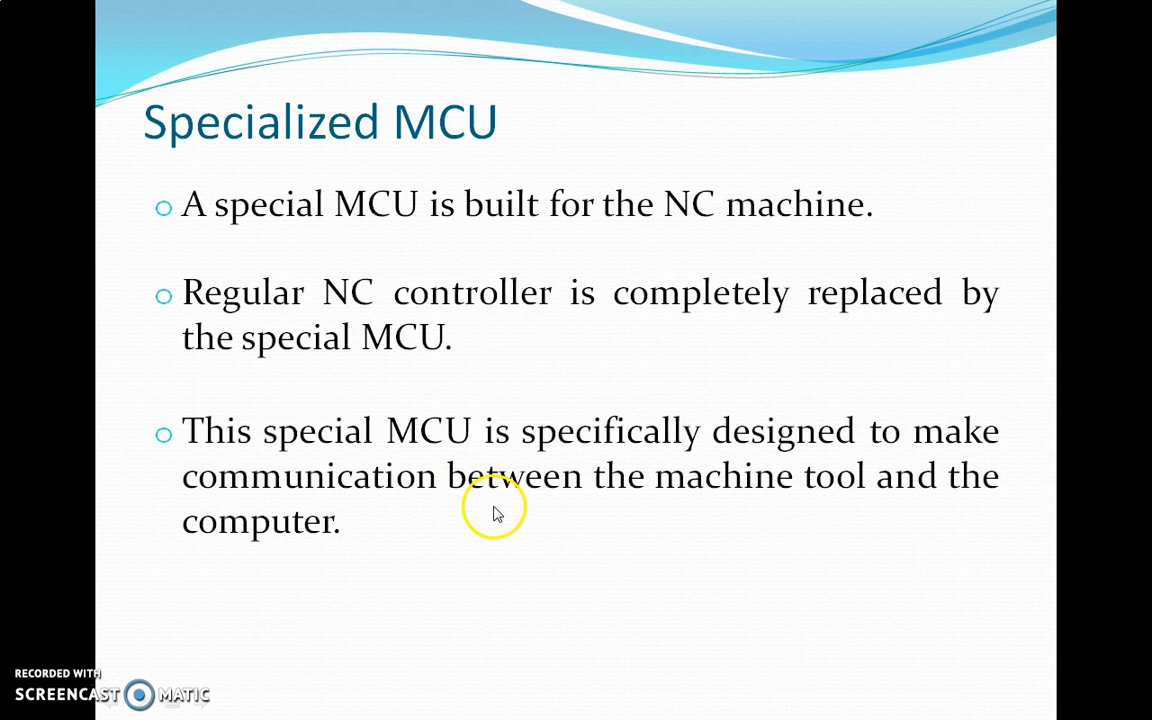 Specialized MCU
A special MCU is built for the NC machine.
Regular NC controller is completely replaced by
the special MCU.
This special MCU is specifically designed to make
communication between the machine tool and the
computer.
RECORDED WITH
SCREENCAST MATIC